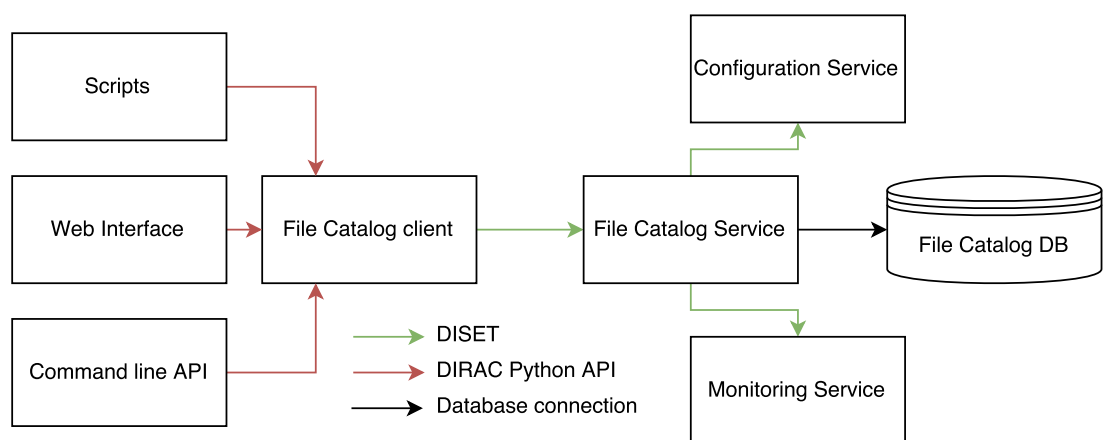 Scripts
Configuration Service
Web Interface
File Catalog client
File Catalog Service
File Catalog DB
Command line API
DISET
DIRAC Python API
Database connection
Monitoring Service